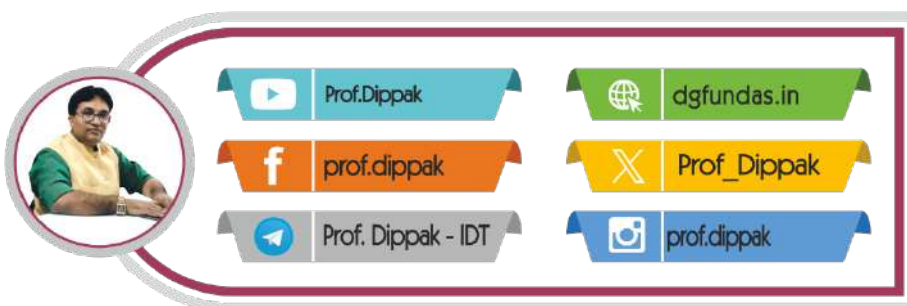 Prof.Dippak
dgfundas.in
prof.dippak
Prof_Dippak
Prof. Dippak - IDT
prof.dippak